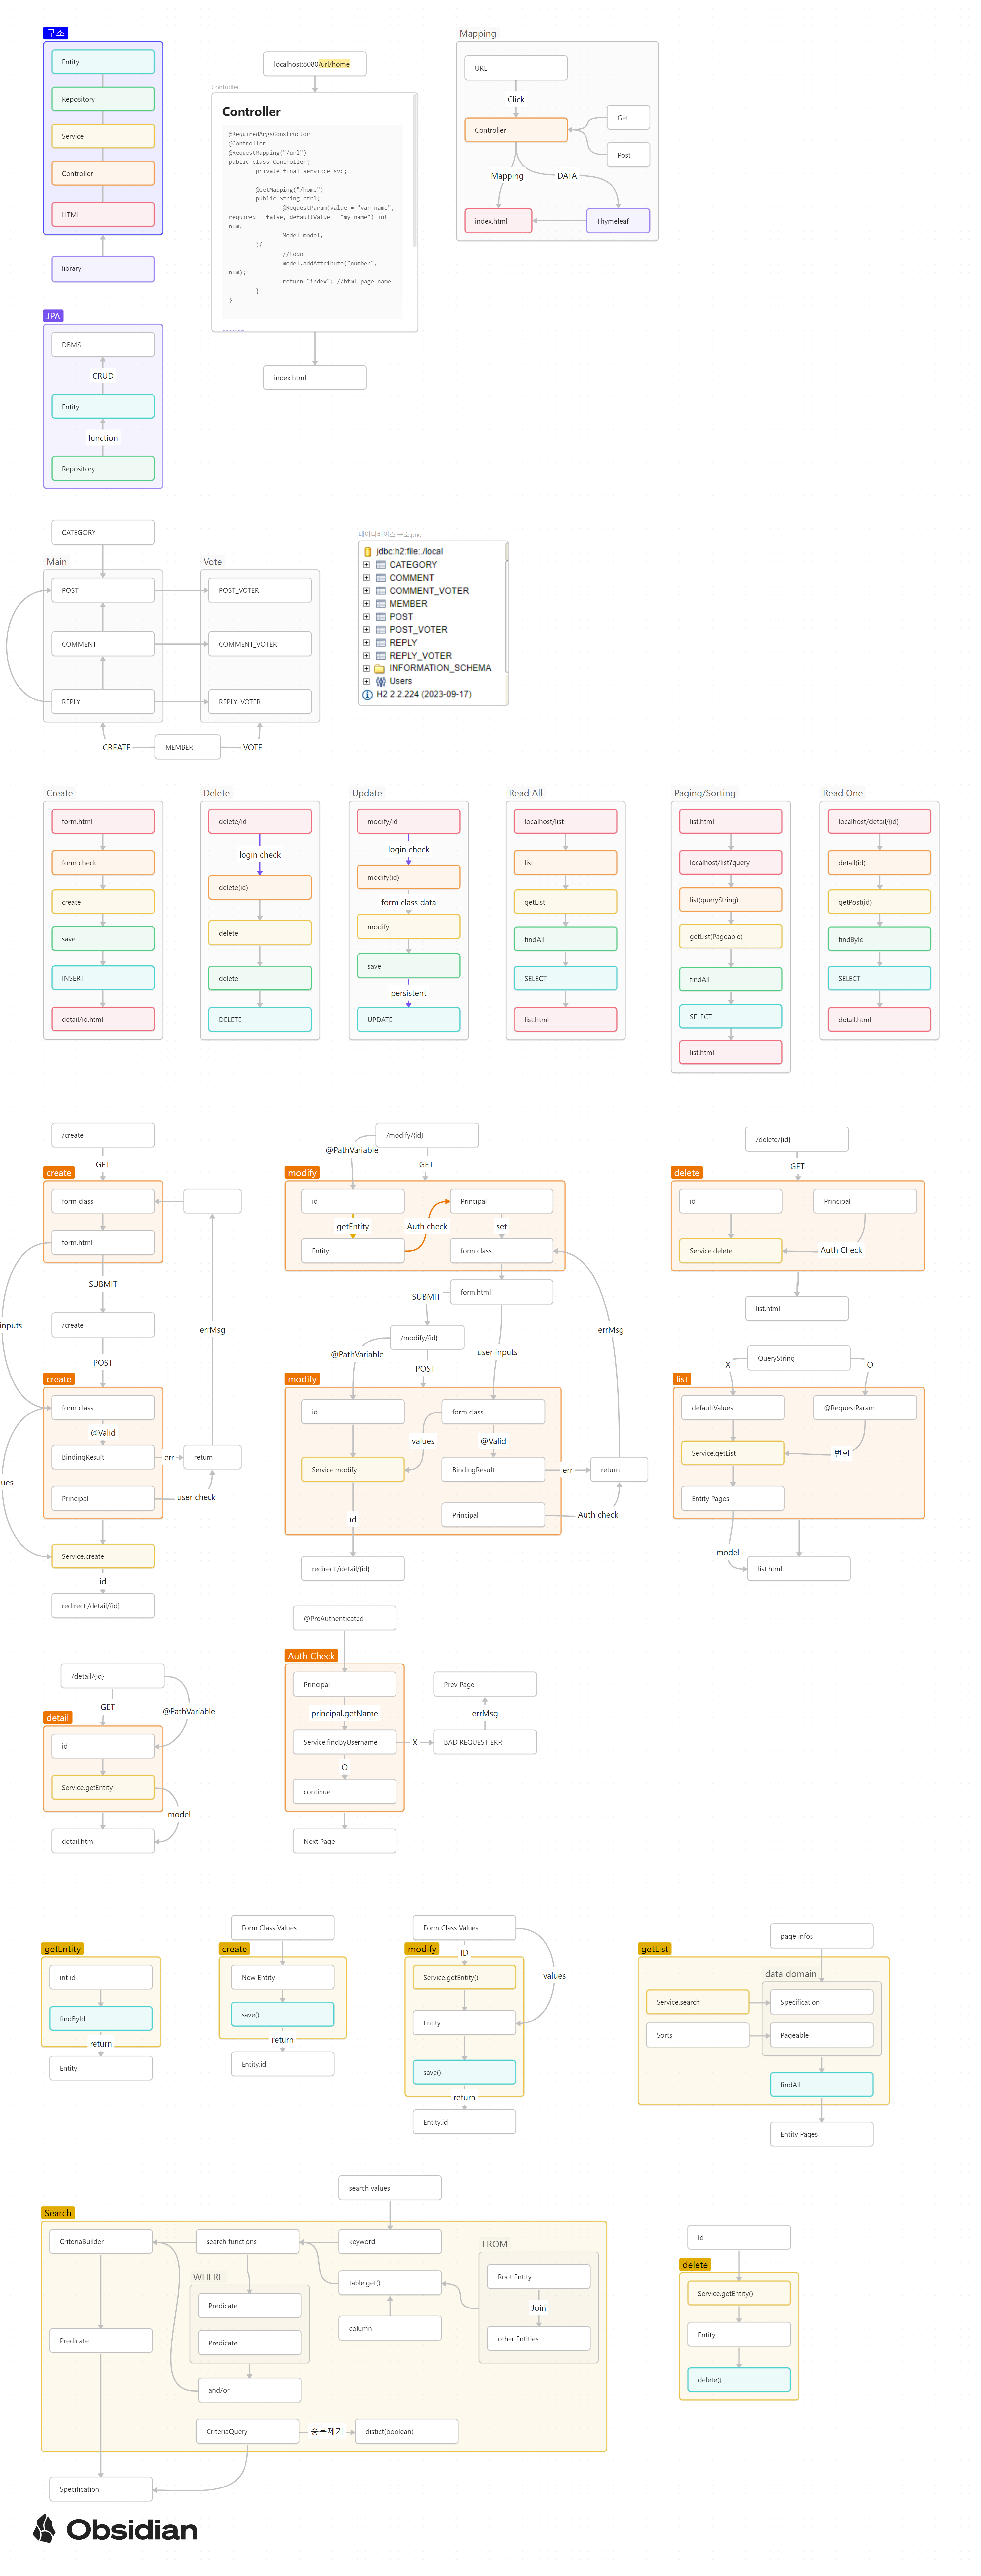 구조
Entity
Repository
Service
Controller
HTML
library
localhost:8080/url/home
Controller
Controller
@RequiredArgsConstructor
@Controller
@RequestMapping("/url")
public class Controller{
private final servicce svc;
@GetMapping("/home")
public String ctrl(
@RequestParam(value = "var_name",
required = false, defaultValue = "my_name") int
num,
Model model,
){
//todo
model.addAttribute("number",
num);
return "index"; //html page name
}
}
index.html
Mapping
URL
Click
Controller
Get
Post
Mapping
DATA
index.html
Thymeleaf
JPA
DBMS
CRUD
Entity
function
Repository
CATEGORY
Main
POST
COMMENT
REPLY
Vote
POST_VOTER
COMMENT_VOTER
REPLY_VOTER
CREATE
MEMBER
VOTE
데이터베이스 구조.png
jdbc:h2:file:./local
CATEGORY
COMMENT
COMMENT_VOTER
MEMBER
POST
POST_VOTER
REPLY
REPLY_VOTER
INFORMATION_SCHEMA
Users
H2 2.2.224 (2023-09-17)
Create
form.html
form check
create
save
INSERT
detail/id.html
Delete
delete/id
login check
delete(id)
delete
delete
DELETE
Update
modify/id
login check
modify(id)
form class data
modify
save
persistent
UPDATE
Read All
localhost/list
list
getList
findAll
SELECT
list.html
Paging/Sorting
list.html
localhost/list?query
list(queryString)
getList(Pageable)
findAll
SELECT
list.html
Read One
localhost/detail/(id)
detail(id)
getPost(id)
findById
SELECT
detail.html
/create
GET
create
form class
form.html
SUBMIT
/create
inputs
errMsg
POST
create
form class
@Valid
BindingResult
err
return
ues
Principal
user check
Service.create
id
redirect:/detail/(id)
/modify/(id)
@PathVariable
GET
modify
id
Principal
getEntity
Auth check
set
Entity
form class
form.html
SUBMIT
/modify/(id)
@PathVariable
POST
user inputs
errMsg
modify
id
form class
values
@Valid
Service.modify
BindingResult
err
return
id
Principal
Auth check
redirect:/detail/(id)
/delete/(id)
GET
delete
id
Principal
Service.delete
Auth Check
list.html
QueryString
X
O
list
defaultValues
@RequestParam
Service.getList
변환
Entity Pages
model
list.html
/detail/(id)
GET
@PathVariable
detail
id
Service.getEntity
model
detail.html
@PreAuthenticated
Auth Check
Principal
principal.getName
Service.findByUsername
X
BAD REQUEST ERR
errMsg
Prev Page
O
continue
Next Page
getEntity
int id
findById
return
Entity
Form Class Values
create
New Entity
save()
return
Entity.id
Form Class Values
ID
modify
Service.getEntity()
values
Entity
save()
return
Entity.id
page infos
getList
data domain
Service.search
Specification
Sorts
Pageable
findAll
Entity Pages
search values
Search
CriteriaBuilder
search functions
keyword
FROM
WHERE
table.get()
Root Entity
Predicate
Join
column
Predicate
Predicate
other Entities
and/or
CriteriaQuery
중복제거
distict(boolean)
Specification
id
delete
Service.getEntity()
Entity
delete()
Obsidian